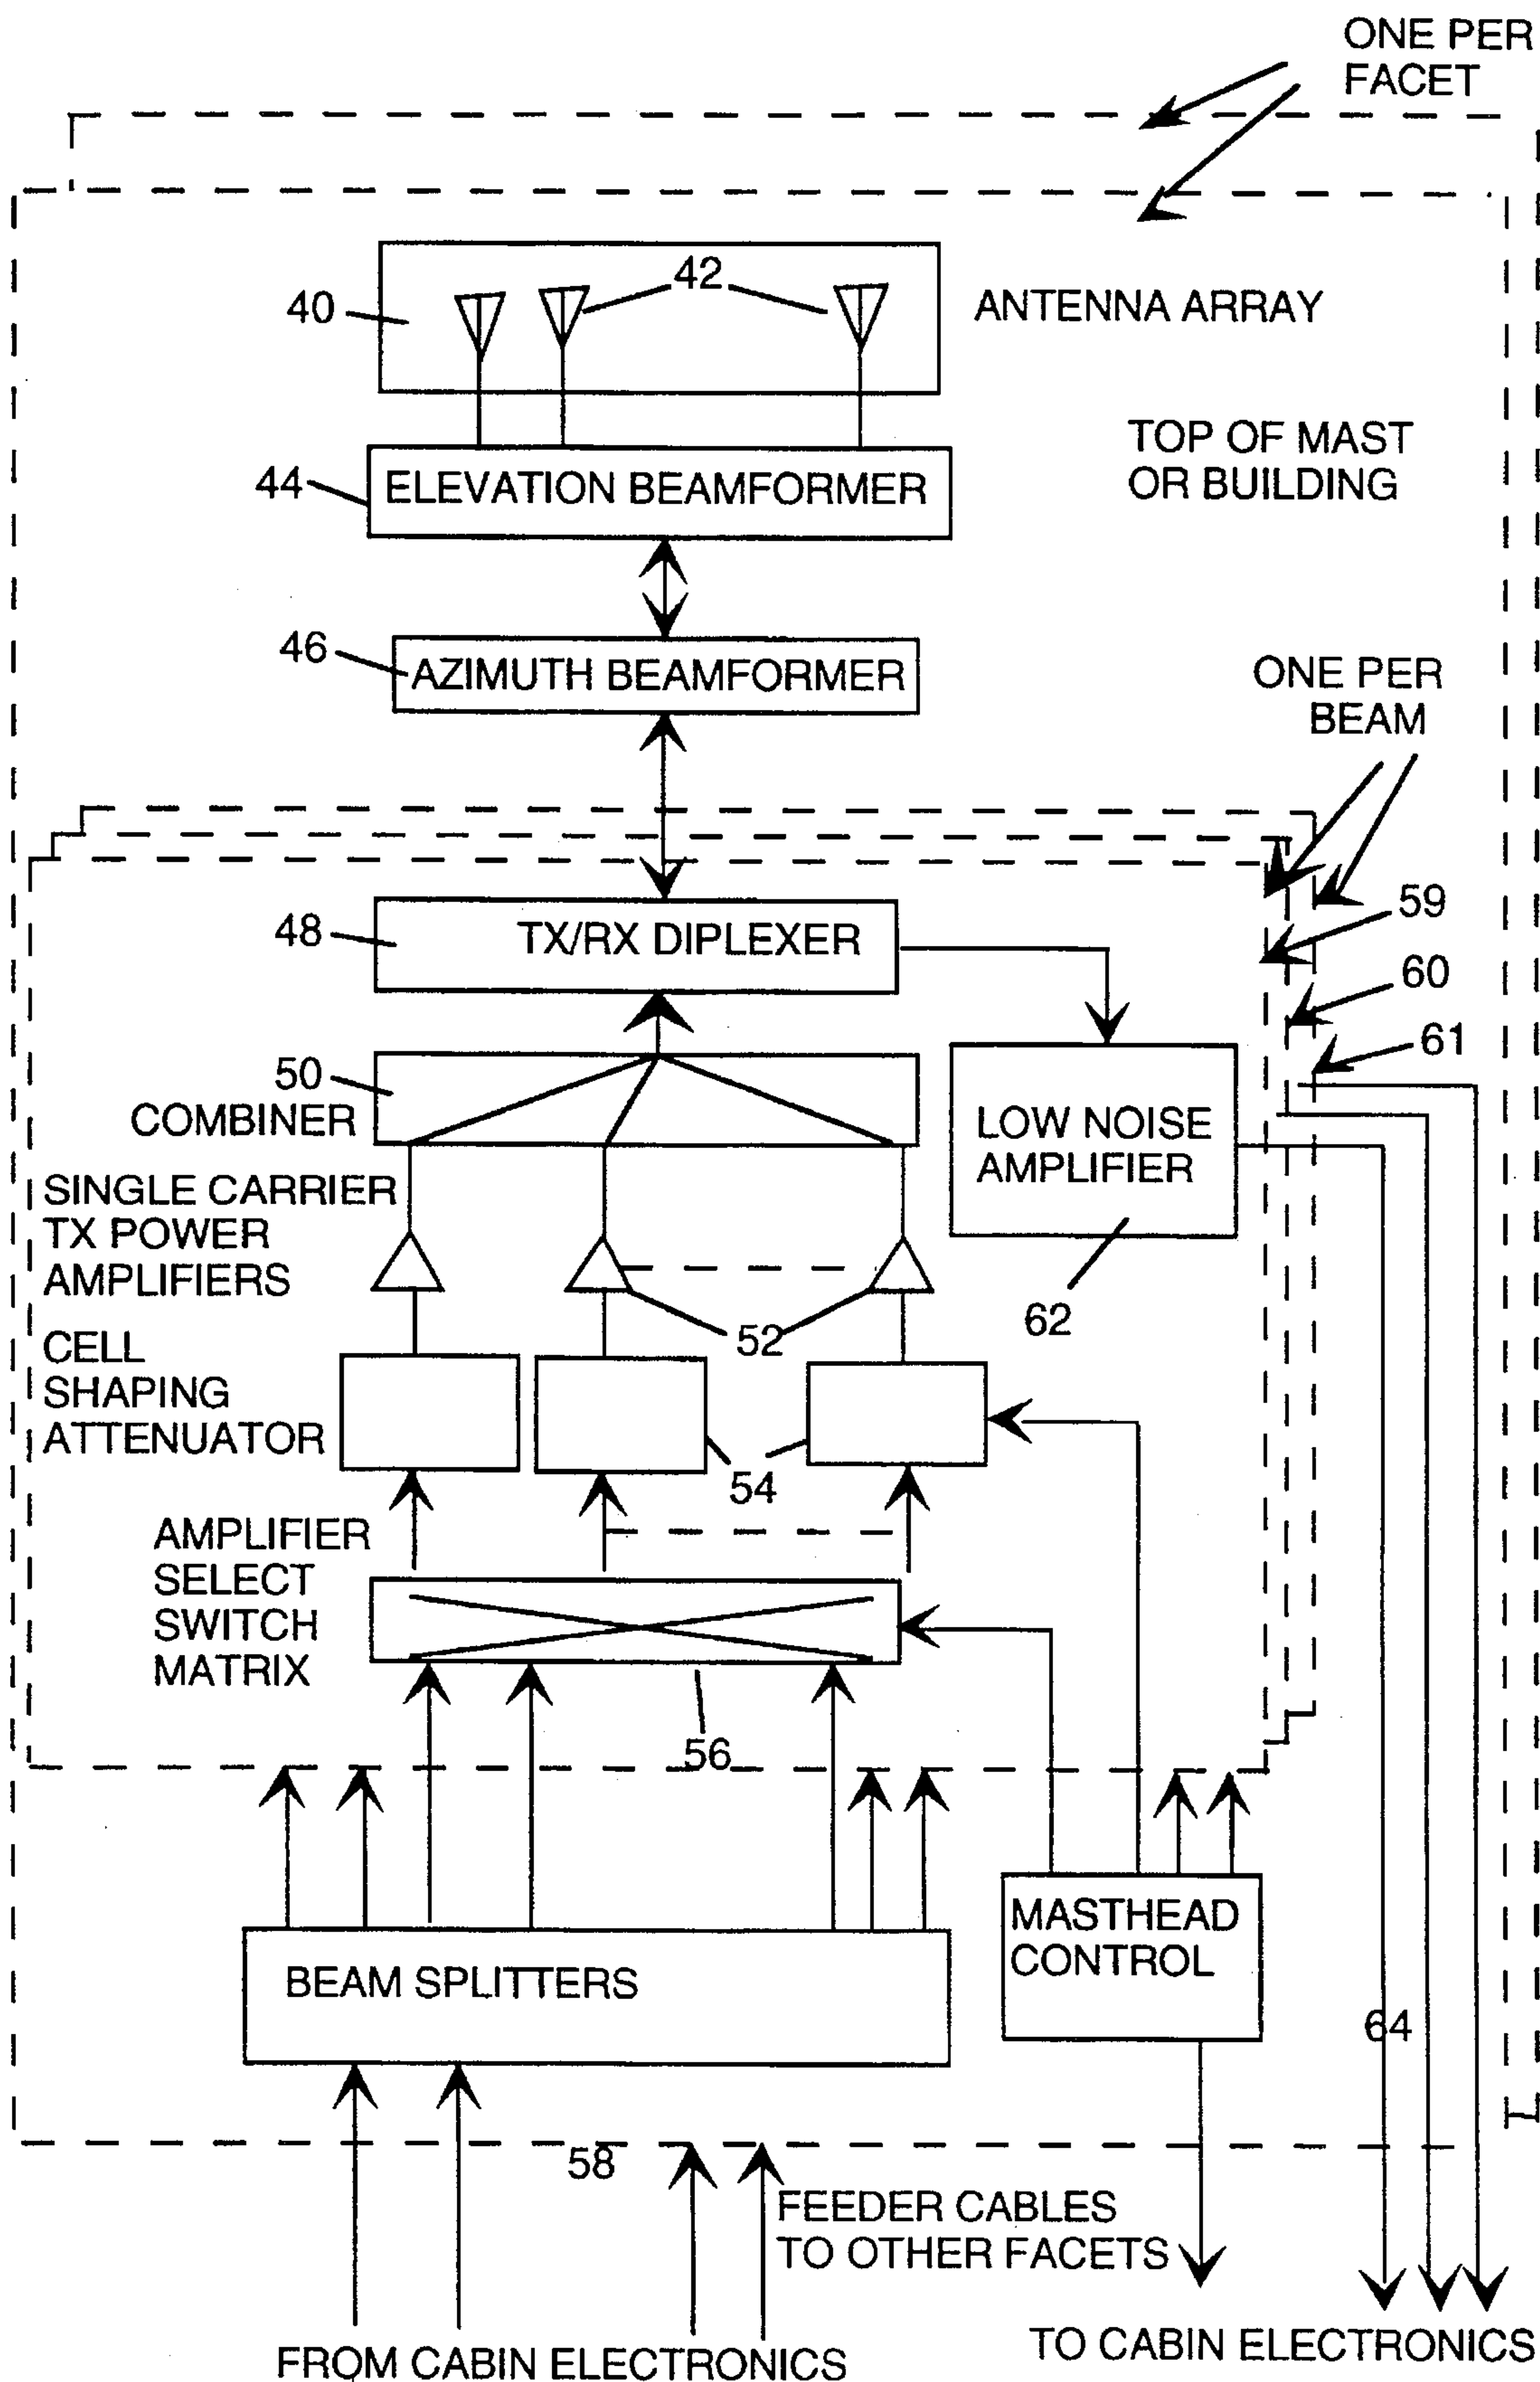 ONE PER
FACET
42
40
ANTENNA ARRAY
TOP OF MAST
OR BUILDING
44
ELEVATION BEAMFORMER
46
AZIMUTH BEAMFORMER
ONE PER
BEAM
48
TX/RX DIPLEXER
59
60
61
50
COMBINER
LOW NOISE
AMPLIFIER
62
SINGLE CARRIER
TX POWER
AMPLIFIERS
52
CELL
SHAPING
ATTENUATOR
54
AMPLIFIER
SELECT
SWITCH
MATRIX
56
MASTHEAD
CONTROL
BEAM SPLITTERS
64
58
FEEDER CABLES
TO OTHER FACETS
FROM CABIN ELECTRONICS
TO CABIN ELECTRONICS